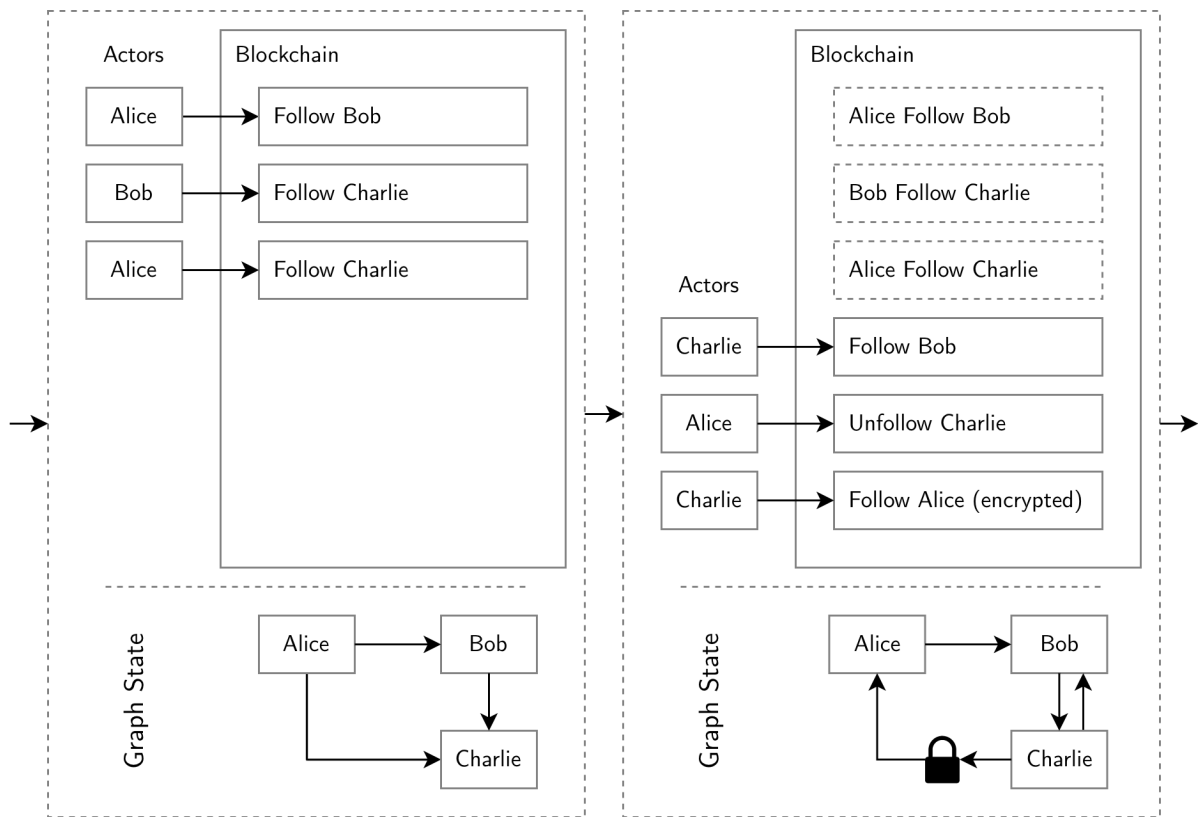 Actors
Blockchain
Alice
Follow Bob
Bob
Follow Charlie
Alice
Follow Charlie
Graph State
Alice
Bob
Charlie
Blockchain
Alice Follow Bob
Bob Follow Charlie
Alice Follow Charlie
Actors
Charlie
Follow Bob
Alice
Unfollow Charlie
Charlie
Follow Alice (encrypted)
Graph State
Alice
Bob
Charlie